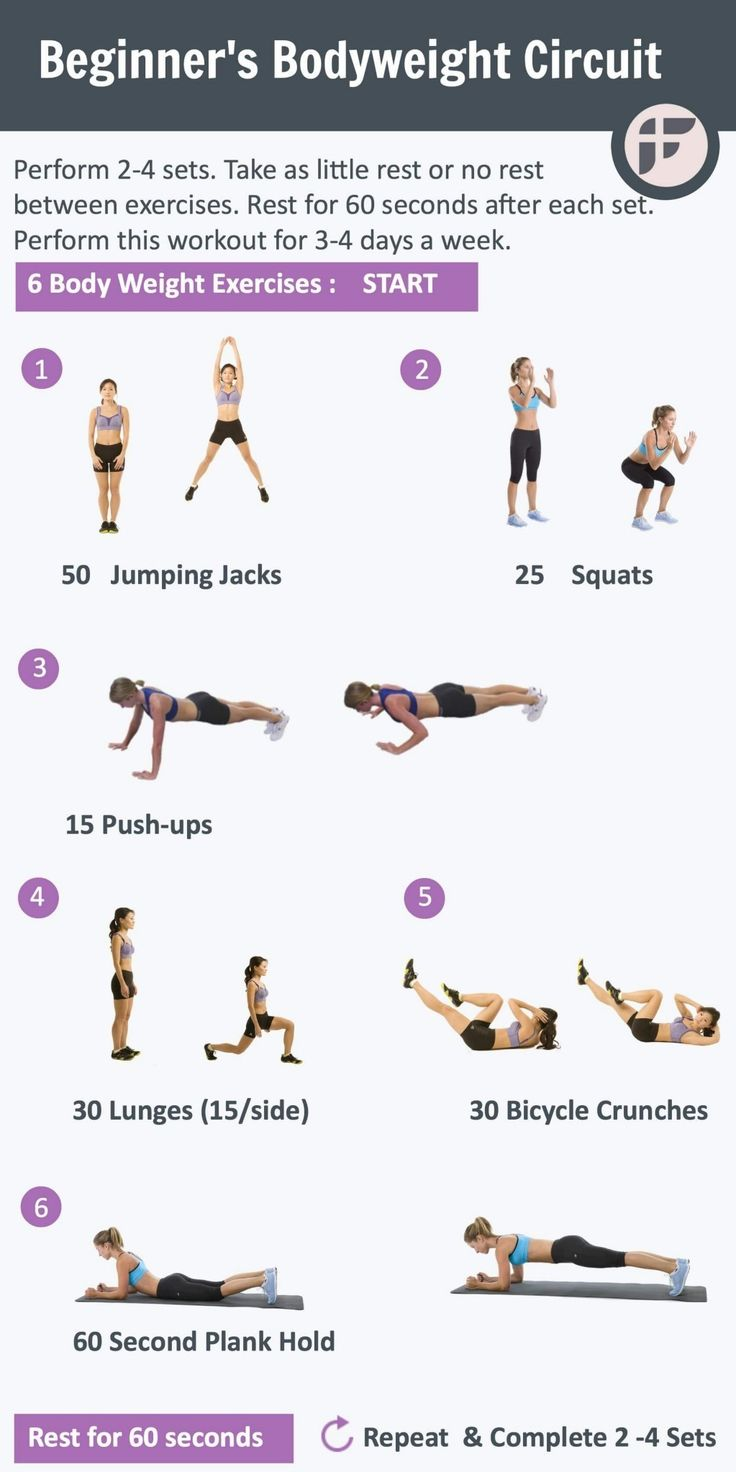 Beginner's Bodyweight Circuit
Perform 2-4 sets. Take as little rest or no rest
between exercises. Rest for 60 seconds after each set.
Perform this workout for 3-4 days a week.
6 Body Weight Exercises : START
1
2
50 Jumping Jacks
25 Squats
3
15 Push-ups
4
5
30 Lunges (15/side)
30 Bicycle Crunches
6
60 Second Plank Hold
Rest for 60 seconds
Repeat & Complete 2 -4 Sets